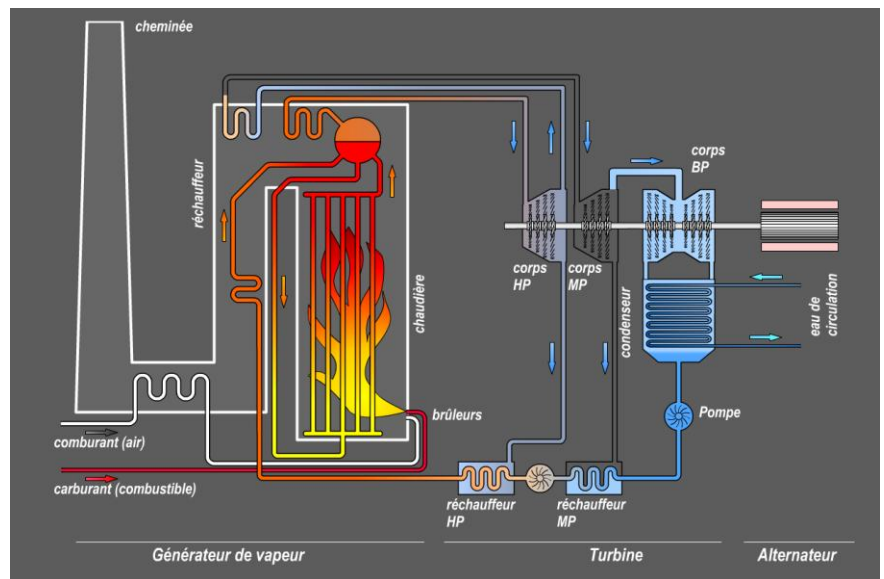 cheminée
corps
BP
réchauffeur
chaudière
corps
HP
corps
MP
condenseur
eau de
circulation
brûleurs
Pompe
comburant (air)
carburant (combustible)
réchauffeur
HP
réchauffeur
MP
Générateur de vapeur
Turbine
Alternateur